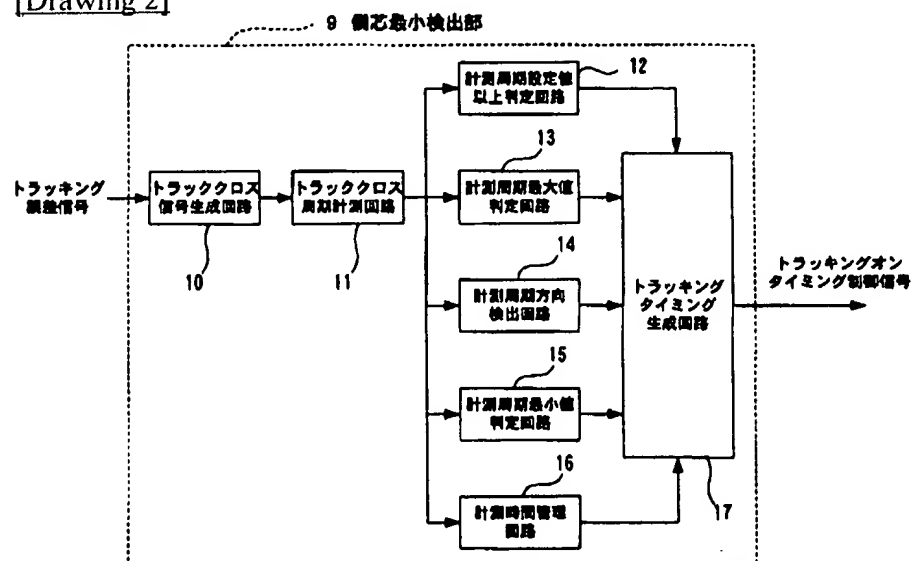 [Drawing 2]
9 偏芯最小検出部
計測周期設定値
以上判定回路
12
13
トラッキング
誤差信号
トラッククロス
信号生成回路
トラッククロス
周期計測回路
計測周期最大値
判定回路
10
11
14
計測周期方向
検出回路
トラッキング
タイミング
生成回路
トラッキングオン
タイミング制御信号
15
計測周期最小値
判定回路
16
計測時間管理
回路
17